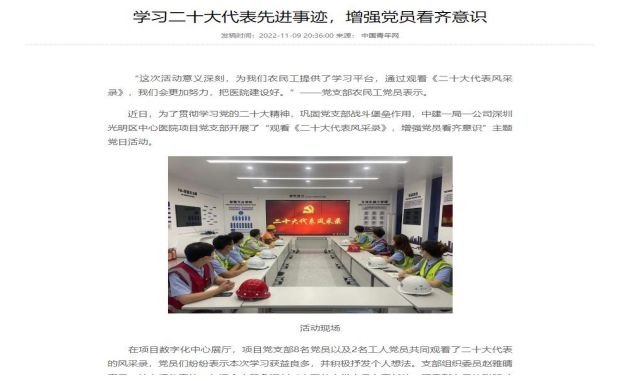 学习二十大代表先进事迹，增强党员看齐意识
发稿时间：2022-11-09 20:36:00 来源： 中国青年网
“这次活动意义深刻，为我们农民工提供了学习平台，通过观看《二十大代表风采
录》，我们会更加努力，把医院建设好。”——党支部农民工党员表示。
近日，为了贯彻学习党的二十大精神，巩固党支部战斗堡垒作用，中建一局一公司深圳
光明区中心医院项目党支部开展了“观看《二十大代表风采录》，增强党员看齐意识”主题
党日活动。
二十大代表风采录
活动现场
在项目数字化中心展厅，项目党支部8名党员以及2名工人党员共同观看了二十大代表
的风采录，党员们纷纷表示本次学习获益良多，并积极抒发个人想法。支部组织委员赵雅晴